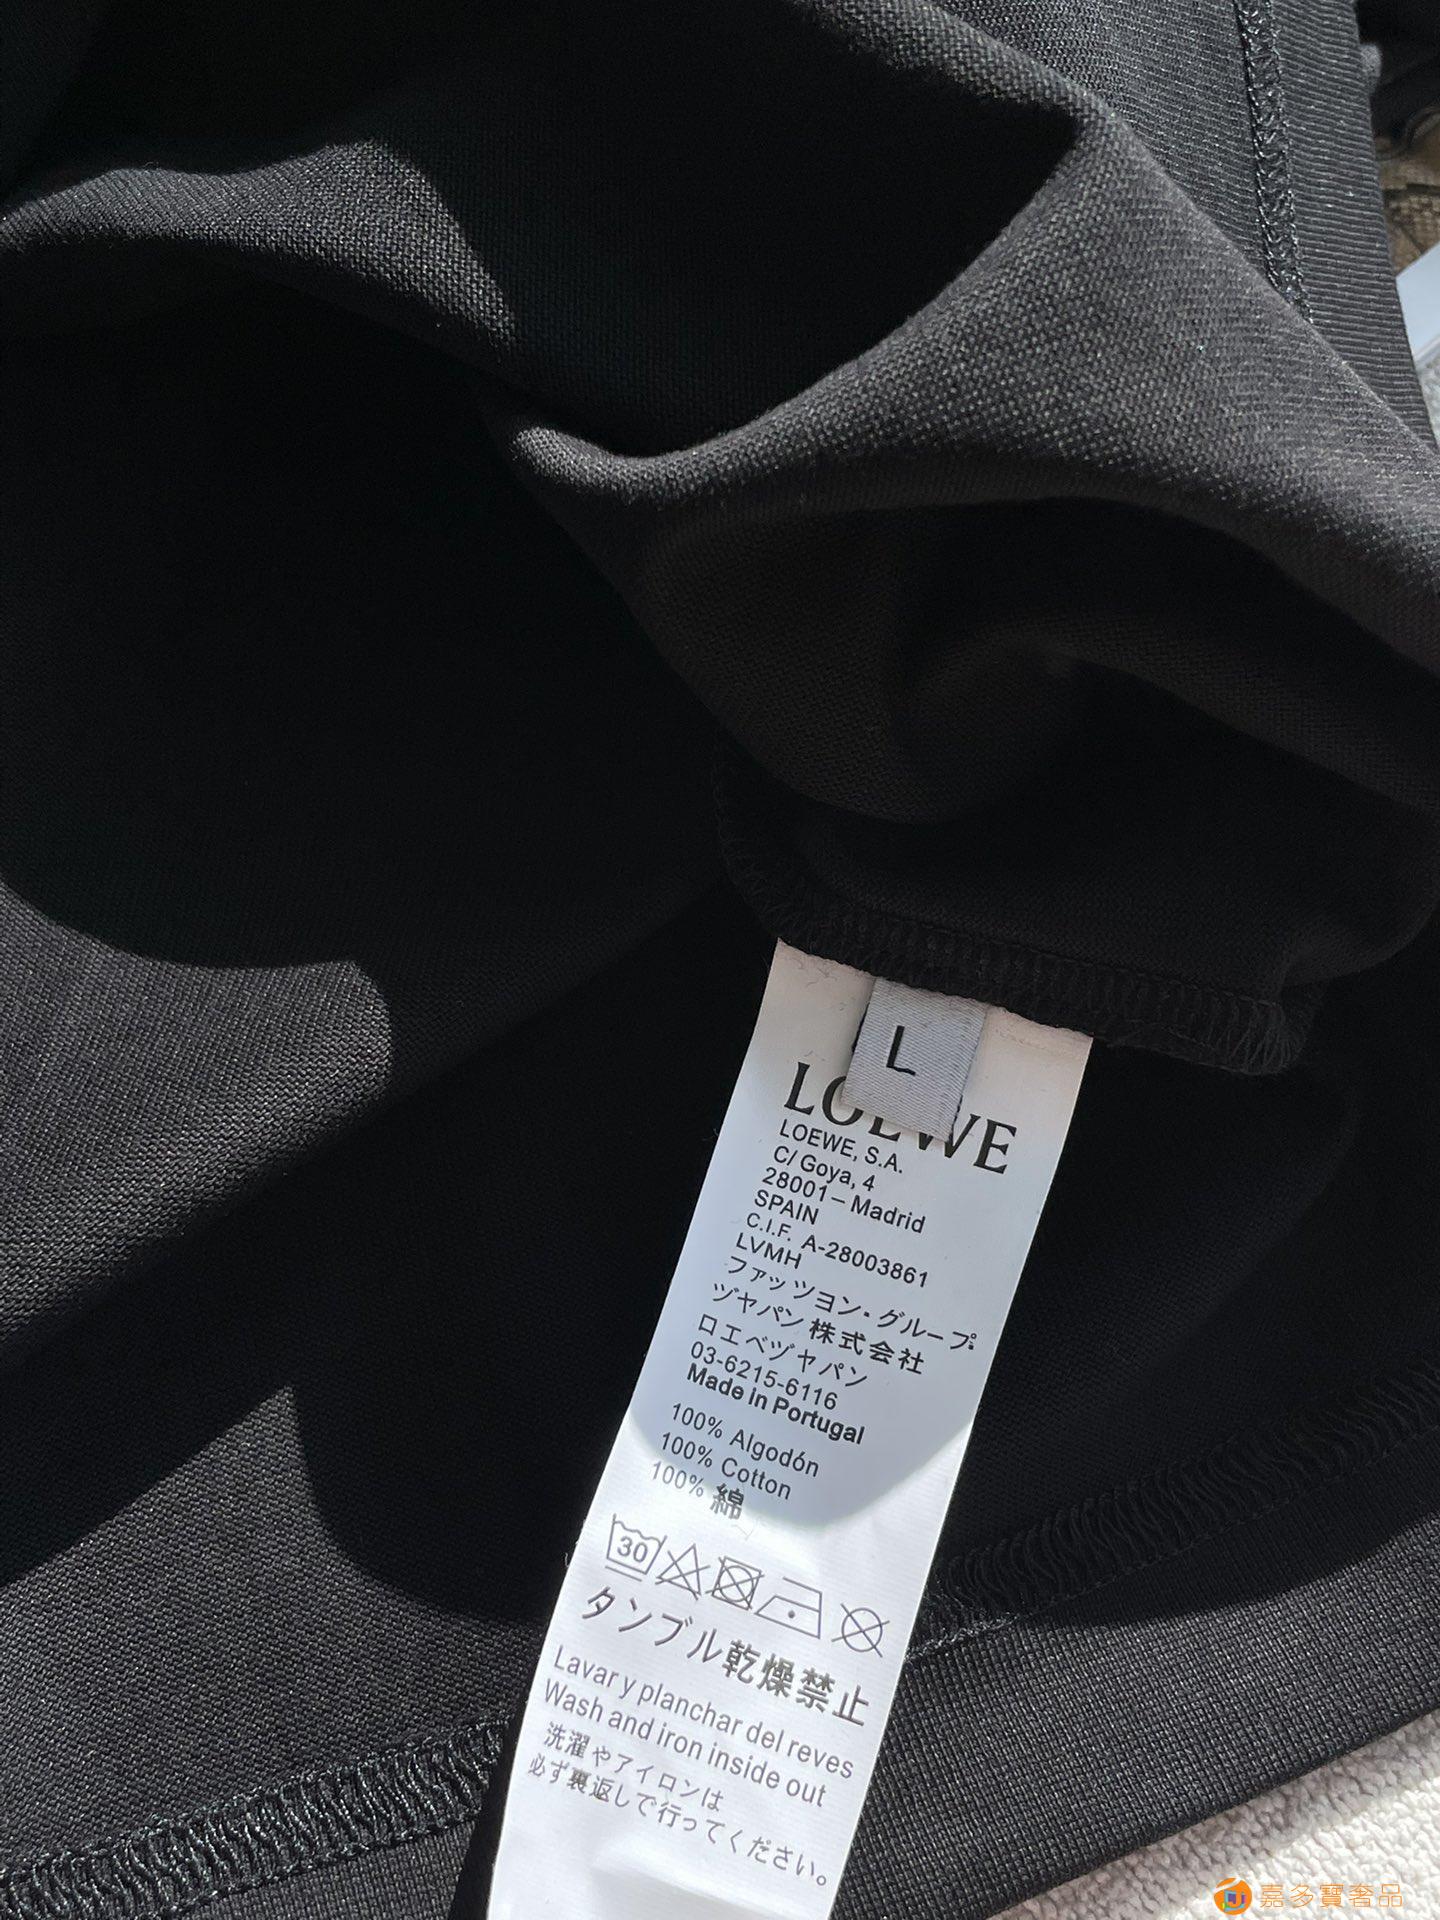 L
LOEWE
LOEWE, S.A.
C/ Goya, 4
28001 – Madrid
SPAIN
C.I.F. A-28003861
LVMH
ファッツョン・グループ
ヅヤパン株式会社
ロエベヅヤパン
03-6215-6116
Made in Portugal
100% Algodón
100% Cotton
100% 綿
30
タンブル乾燥禁止
Lavar y planchar del reves
Wash and iron inside out
洗濯やアイロンは
必ず裏返しで行ってください。
嘉多寶奢品